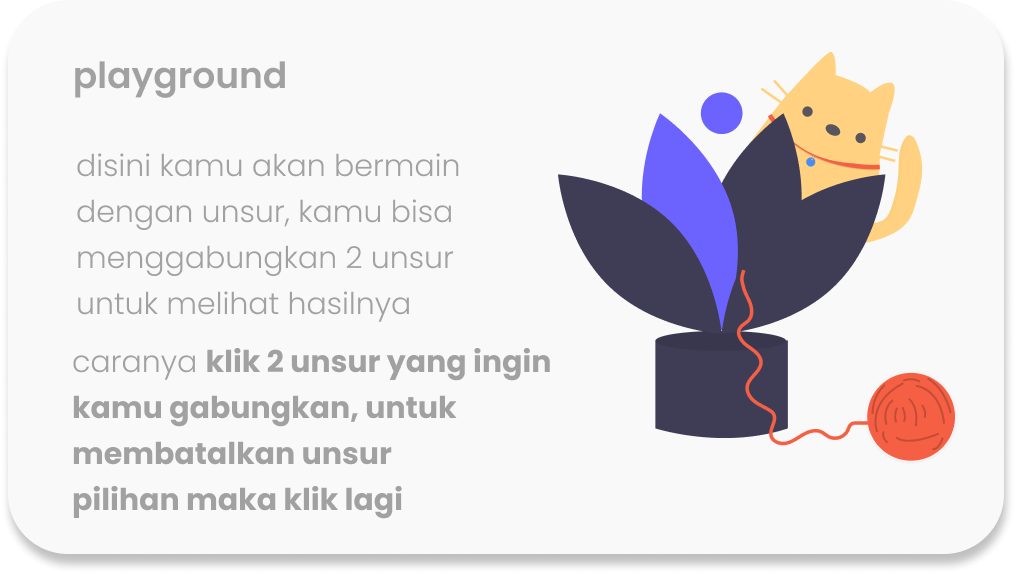 playground
disini kamu akan bermain
dengan unsur, kamu bisa
menggabungkan 2 unsur
untuk melihat hasilnya
caranya klik 2 unsur yang ingin
kamu gabungkan, untuk
membatalkan unsur
pilihan maka klik lagi